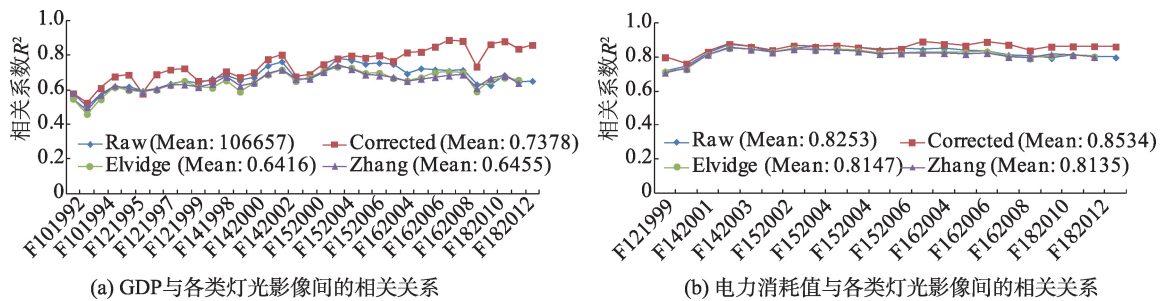 相关系数R²
1.0
0.8
0.6
0.4
0.2
0
Raw (Mean: 106657)
Corrected (Mean: 0.7378)
Elvidge (Mean: 0.6416)
Zhang (Mean: 0.6455)
F101992
F101994
F121995
F121997
F121999
F141998
F142000
F142002
F152000
F152004
F152006
F162004
F162006
F162008
F182010
F182012
(a) GDP与各类灯光影像间的相关关系
相关系数R²
1.0
0.8
0.6
0.4
0.2
0
Raw (Mean: 0.8253)
Corrected (Mean: 0.8534)
Elvidge (Mean: 0.8147)
Zhang (Mean: 0.8135)
F121999
F142001
F142003
F152002
F152004
F152004
F152006
F162004
F162006
F162008
F182010
F182012
(b) 电力消耗值与各类灯光影像间的相关关系